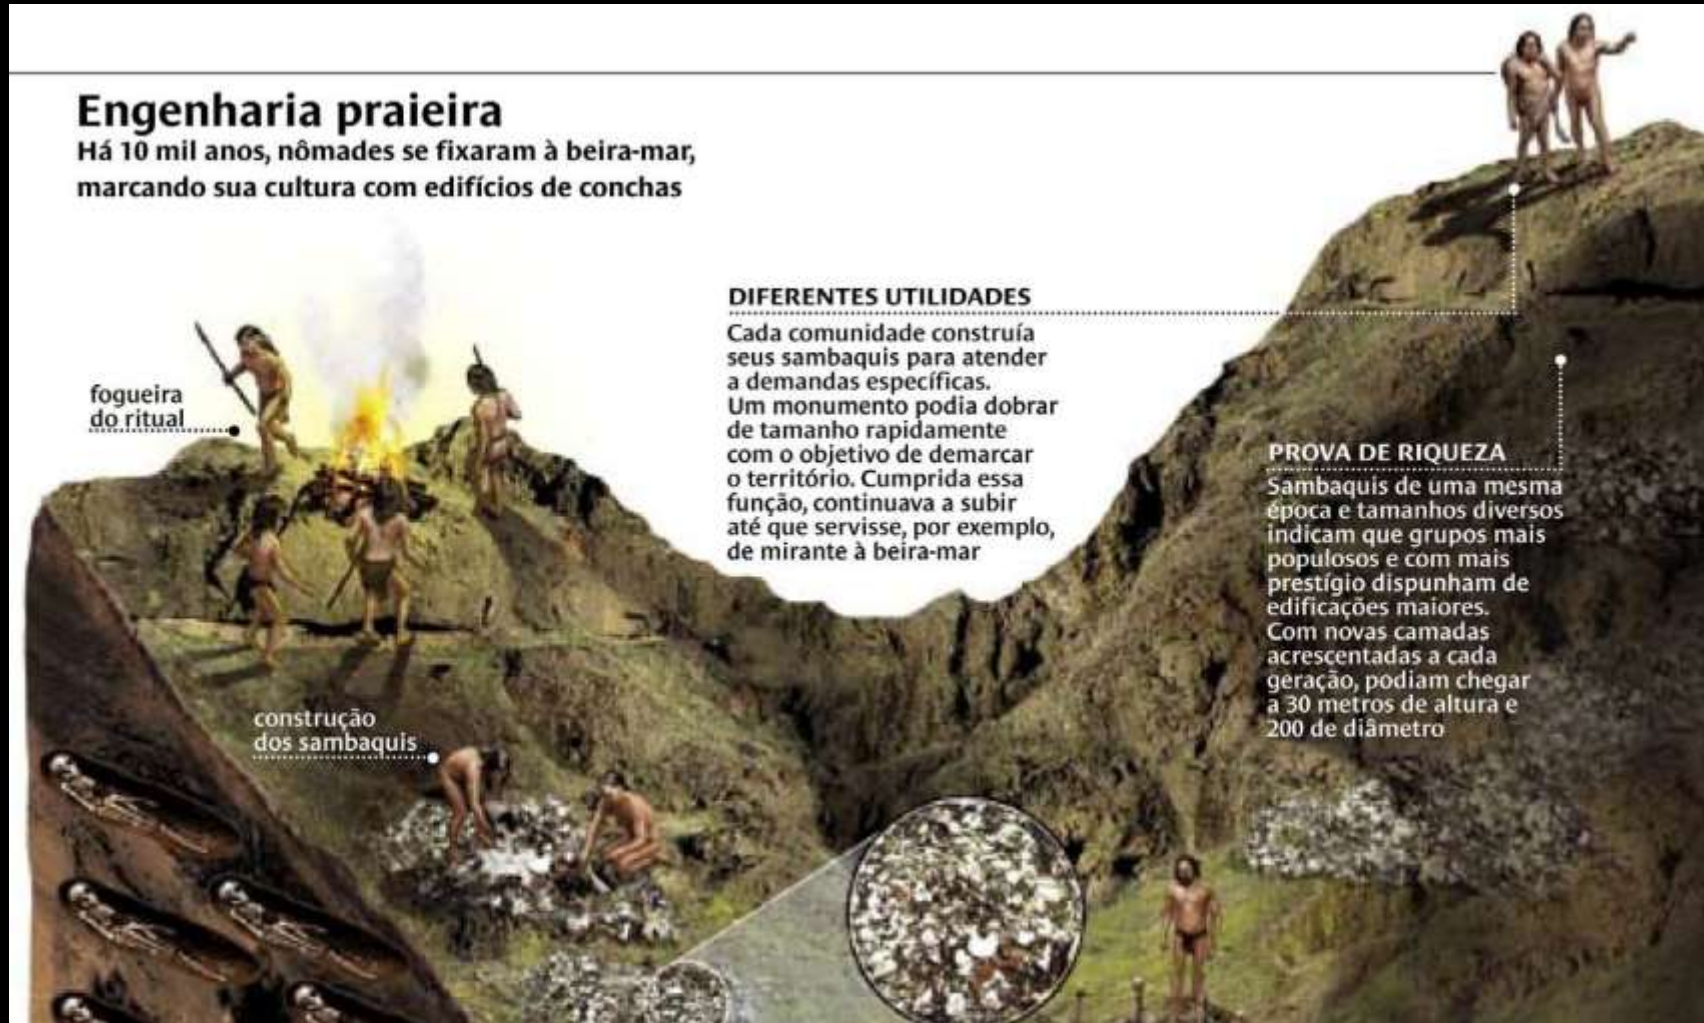 Engenharia praieira
Há 10 mil anos, nômades se fixaram à beira-mar,
marcando sua cultura com edifícios de conchas
fogueira
do ritual
DIFERENTES UTILIDADES
Cada comunidade construía
seus sambaquis para atender
a demandas específicas.
Um monumento podia dobrar
de tamanho rapidamente
com o objetivo de demarcar
o território. Cumprida essa
função, continuava a subir
até que servisse, por exemplo,
de mirante à beira-mar
PROVA DE RIQUEZA
Sambaquis de uma mesma
época e tamanhos diversos
indicam que grupos mais
populosos e com mais
prestígio dispunham de
edificações maiores.
Com novas camadas
acrescentadas a cada
geração, podiam chegar
a 30 metros de altura e
200 de diâmetro
construção
dos sambaquis